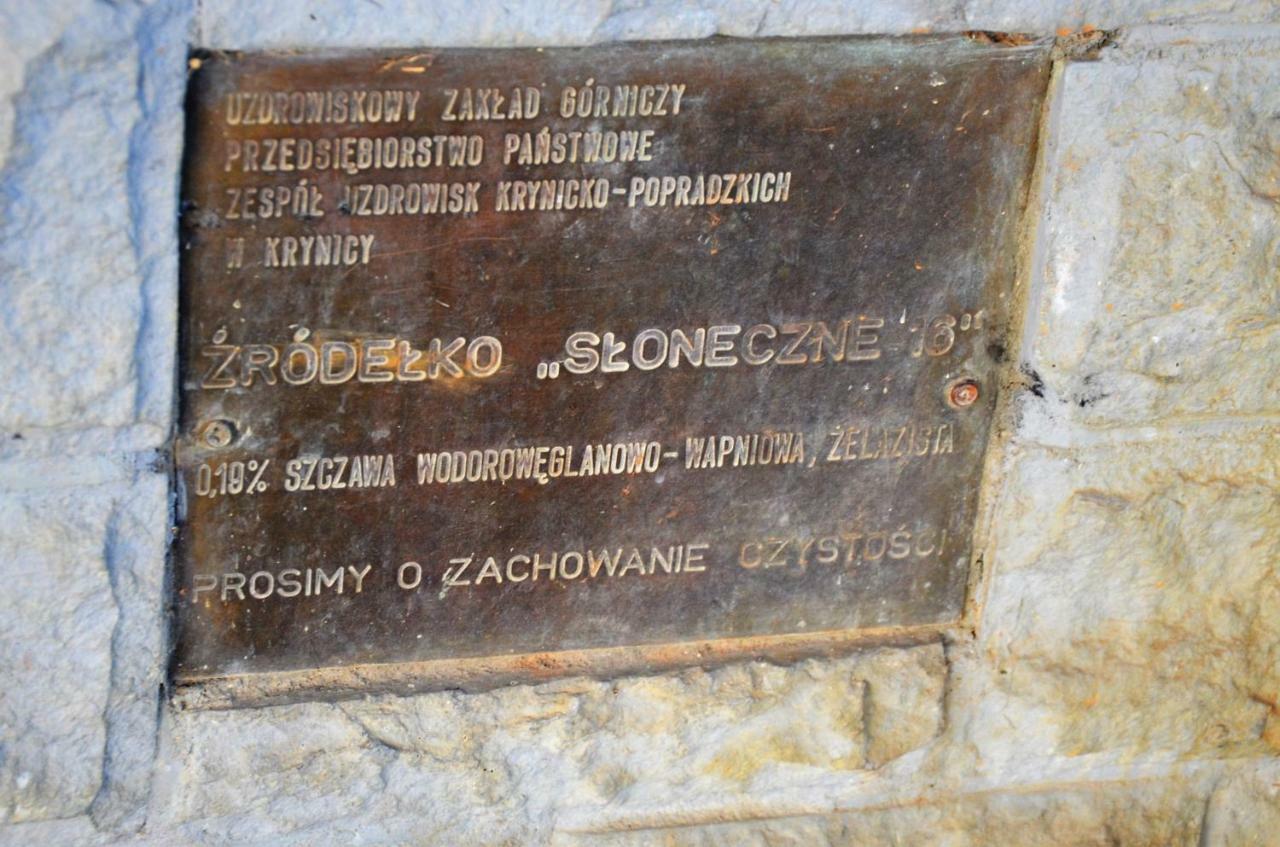 UZDROWISKOWY ZAKŁAD GÓRNICZY
PRZEDSIĘBIORSTWO PAŃSTWOWE
ZESPÓŁ UZDROWISK KRYNICKO-POPRADZKICH
W KRYNICY
ŹRÓDEŁKO „SŁONECZNE 16"
0,19% SZCZAWA WODOROWĘGLANOWO-WAPNIOWA, ŻELAZISTA
PROSIMY O ZACHOWANIE CZYSTOŚCI